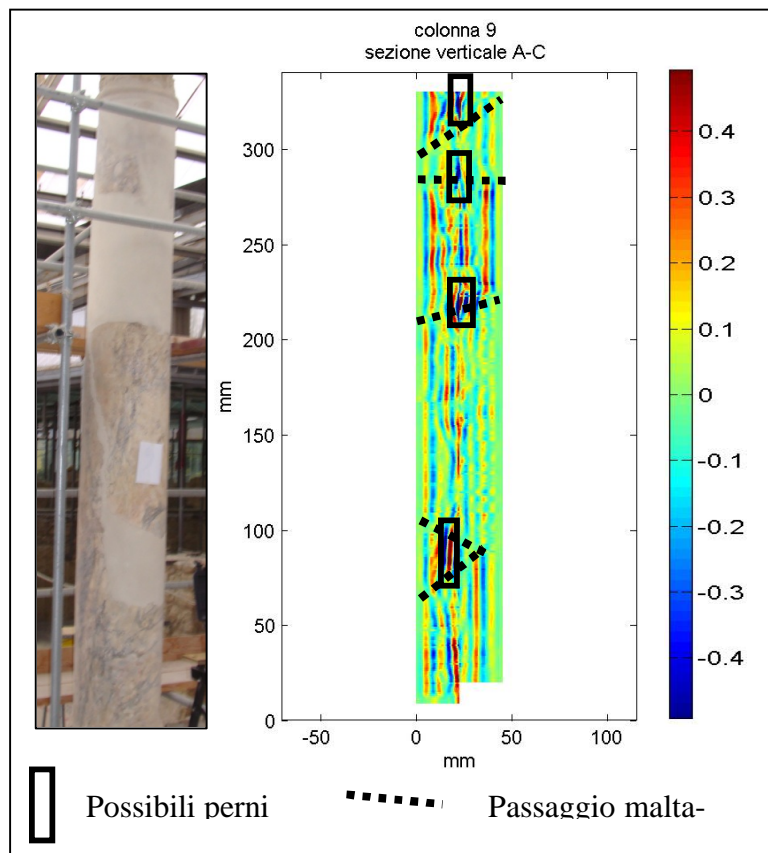 colonna 9
sezione verticale A-C
300
250
200
150
100
50
0
mm
-50 0 50 100
mm
0.4
0.3
0.2
0.1
0
-0.1
-0.2
-0.3
-0.4
Possibili perni
Passaggio malta-